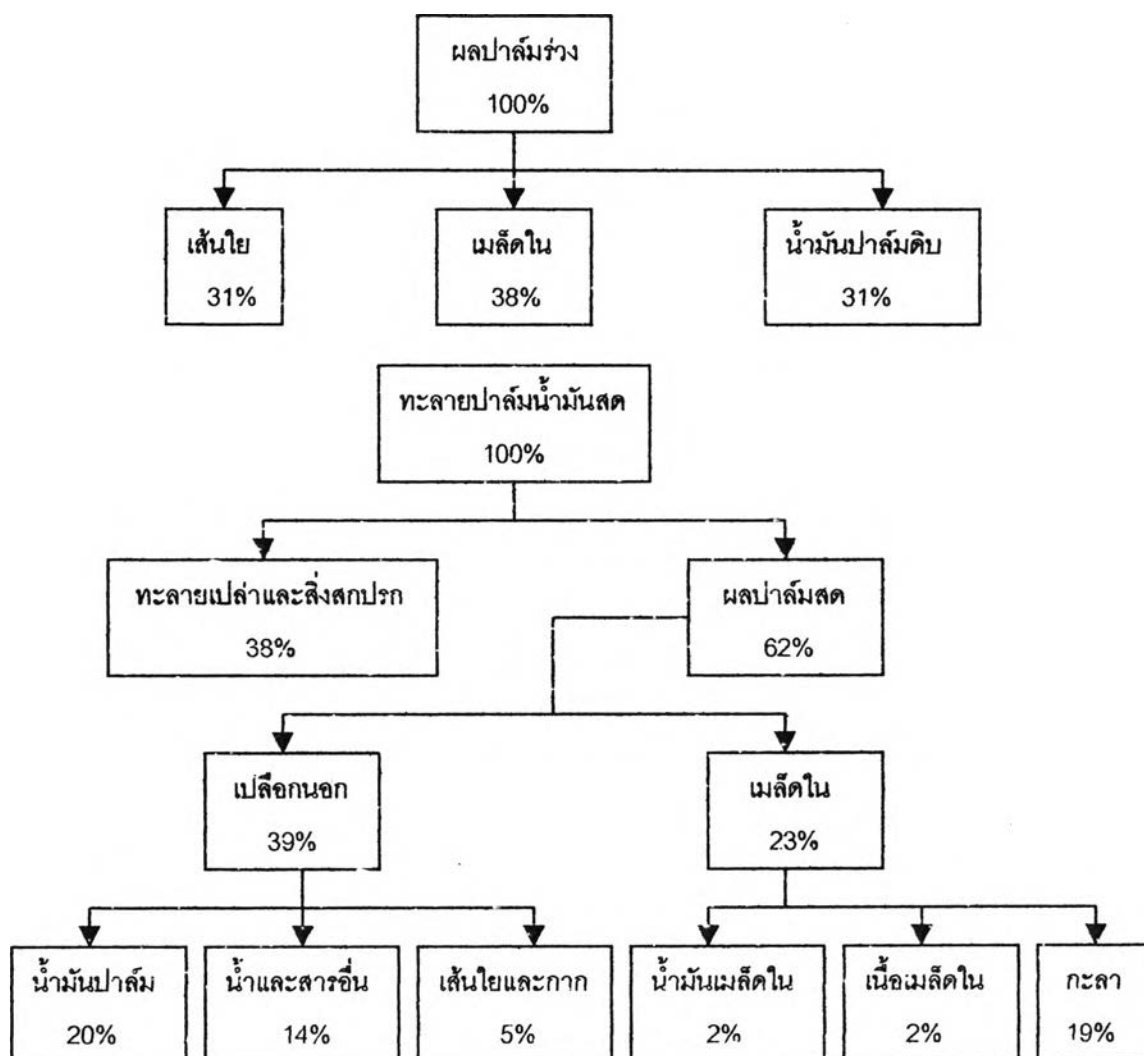 ผลปาล์มร่วง
100%
เส้นใย
31%
เมล็ดใน
38%
น้ำมันปาล์มดิบ
31%
ทะลายปาล์มน้ำมันสด
100%
ทะลายเปล่าและสิ่งสกปรก
38%
ผลปาล์มสด
62%
เปลือกนอก
39%
เมล็ดใน
23%
น้ำมันปาล์ม
20%
น้ำและสารอื่น
14%
เส้นใยและกาก
5%
น้ำมันเมล็ดใน
2%
เนื้อเมล็ดใน
2%
กะลา
19%